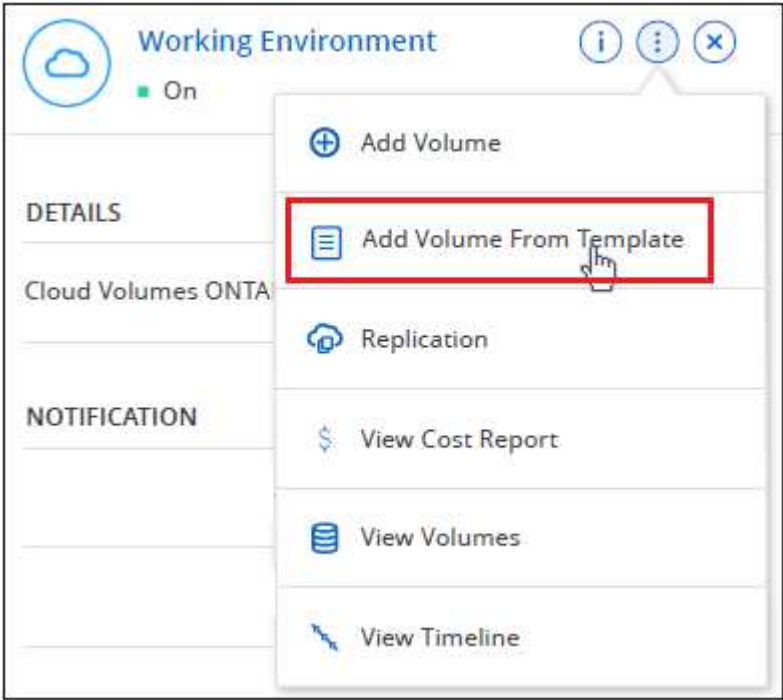 Working Environment
On
Add Volume
DETAILS
Add Volume From Template
Cloud Volumes ONTA
Replication
NOTIFICATION
$ View Cost Report
View Volumes
View Timeline